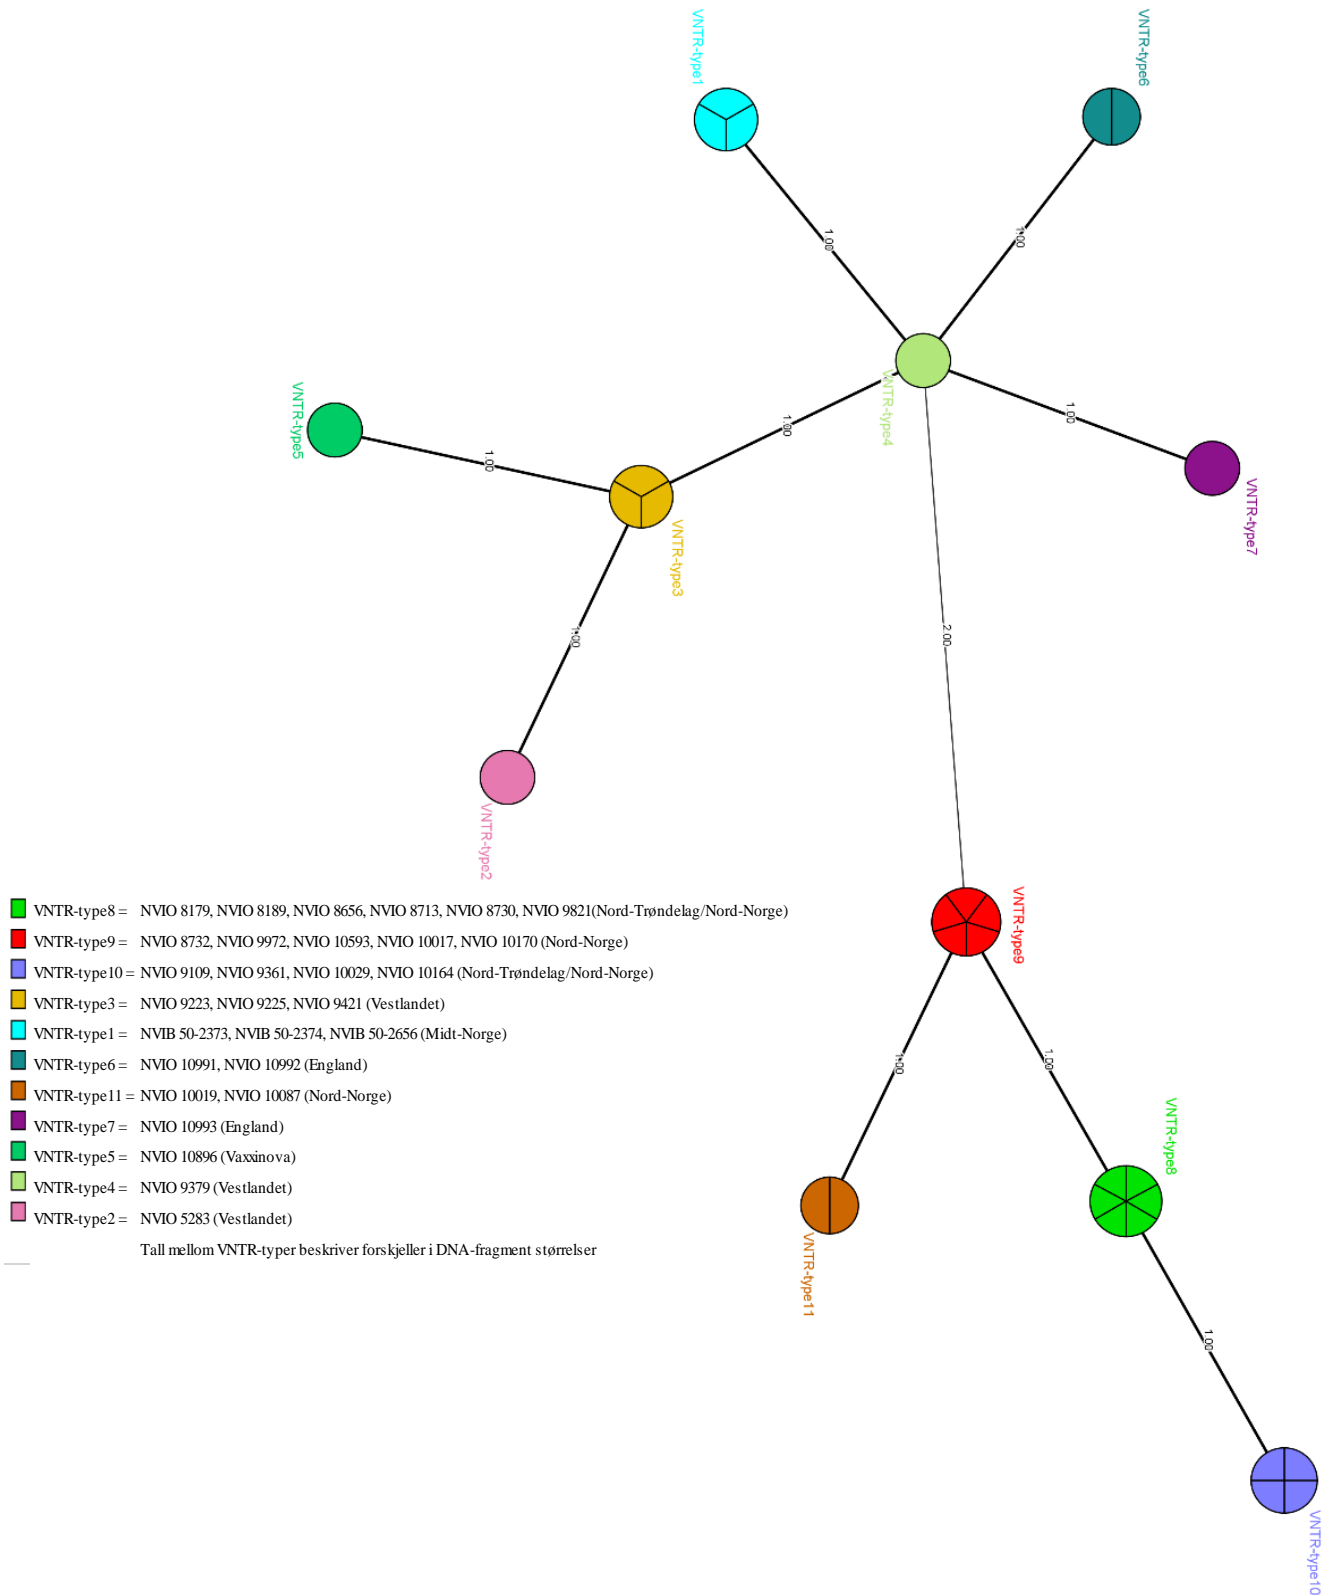 VNTR-type1
VNTR-type6
1.00
1.00
VNTR-type4
VNTR-type5
1.00
1.00
1.00
VNTR-type7
VNTR-type3
1.00
2.00
VNTR-type2
VNTR-type9
VNTR-type8 = NVIO 8179, NVIO 8189, NVIO 8656, NVIO 8713, NVIO 8730, NVIO 9821(Nord-Trøndelag/Nord-Norge)
VNTR-type9 = NVIO 8732, NVIO 9972, NVIO 10593, NVIO 10017, NVIO 10170 (Nord-Norge)
VNTR-type10 = NVIO 9109, NVIO 9361, NVIO 10029, NVIO 10164 (Nord-Trøndelag/Nord-Norge)
VNTR-type3 = NVIO 9223, NVIO 9225, NVIO 9421 (Vestlandet)
VNTR-type1 = NVIB 50-2373, NVIB 50-2374, NVIB 50-2656 (Midt-Norge)
VNTR-type6 = NVIO 10991, NVIO 10992 (England)
VNTR-type11 = NVIO 10019, NVIO 10087 (Nord-Norge)
VNTR-type7 = NVIO 10993 (England)
VNTR-type5 = NVIO 10896 (Vaxxinova)
VNTR-type4 = NVIO 9379 (Vestlandet)
VNTR-type2 = NVIO 5283 (Vestlandet)
Tall mellom VNTR-typer beskriver forskjeller i DNA-fragment størrelser
1.00
1.00
VNTR-type8
VNTR-type11
1.00
VNTR-type10